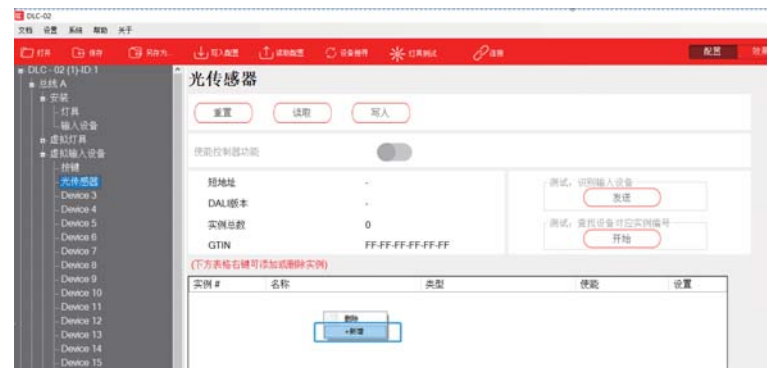 DLC-02
文档 设置 系统 帮助 关于
打开 保存 另存为... 写入配置 读取配置 设备搜寻 灯具测试 连接 配置 效果
DLC - 02 (1)-ID:1
总线 A
安装
灯具
输入设备
虚拟灯具
虚拟输入设备
按键
光传感器
Device 3
Device 4
Device 5
Device 6
Device 7
Device 8
Device 9
Device 10
Device 11
Device 12
Device 13
Device 14
Device 15
光传感器
重置 读取 写入
使能控制器功能
短地址 -
DALI版本 -
实例总数 0
GTIN FF-FF-FF-FF-FF-FF
测试，识别输入设备
发送
测试，查找设备对应实例编号
开始
(下方表格右键可添加或删除实例)
实例 # 名称 类型 使能 设置
删除
+新增